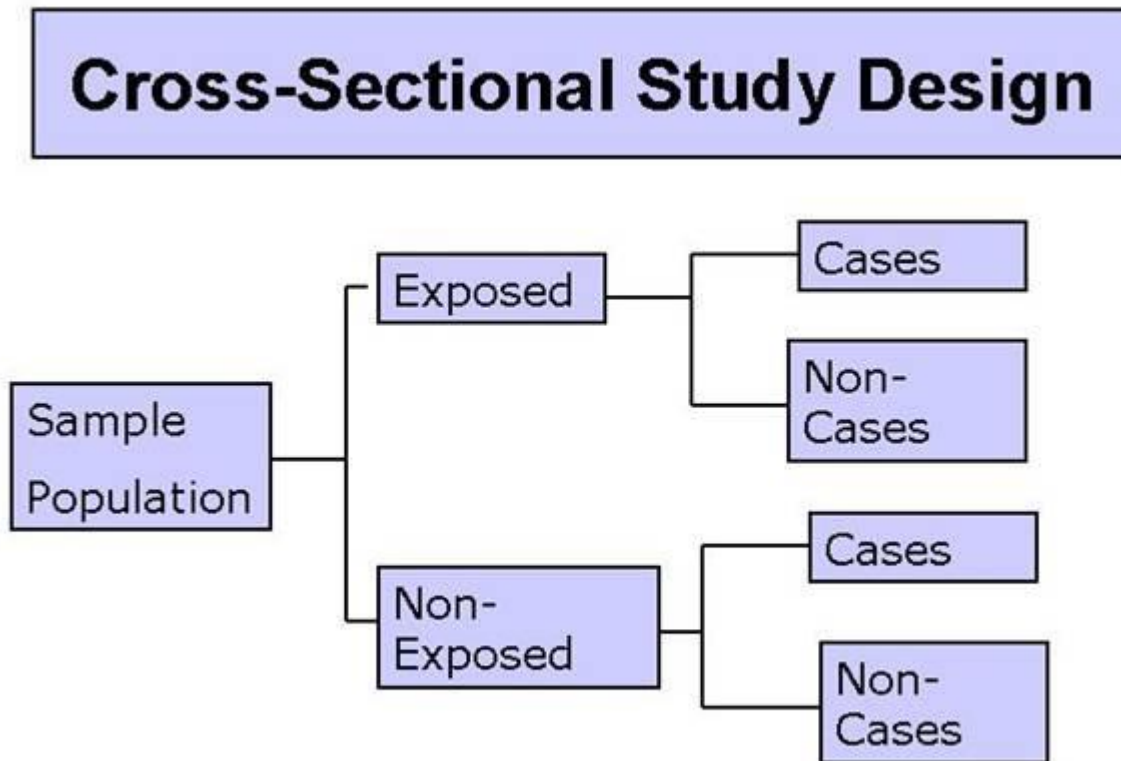 Cross-Sectional Study Design
Exposed
Cases
Non-
Cases
Sample
Population
Non-
Exposed
Cases
Non-
Cases